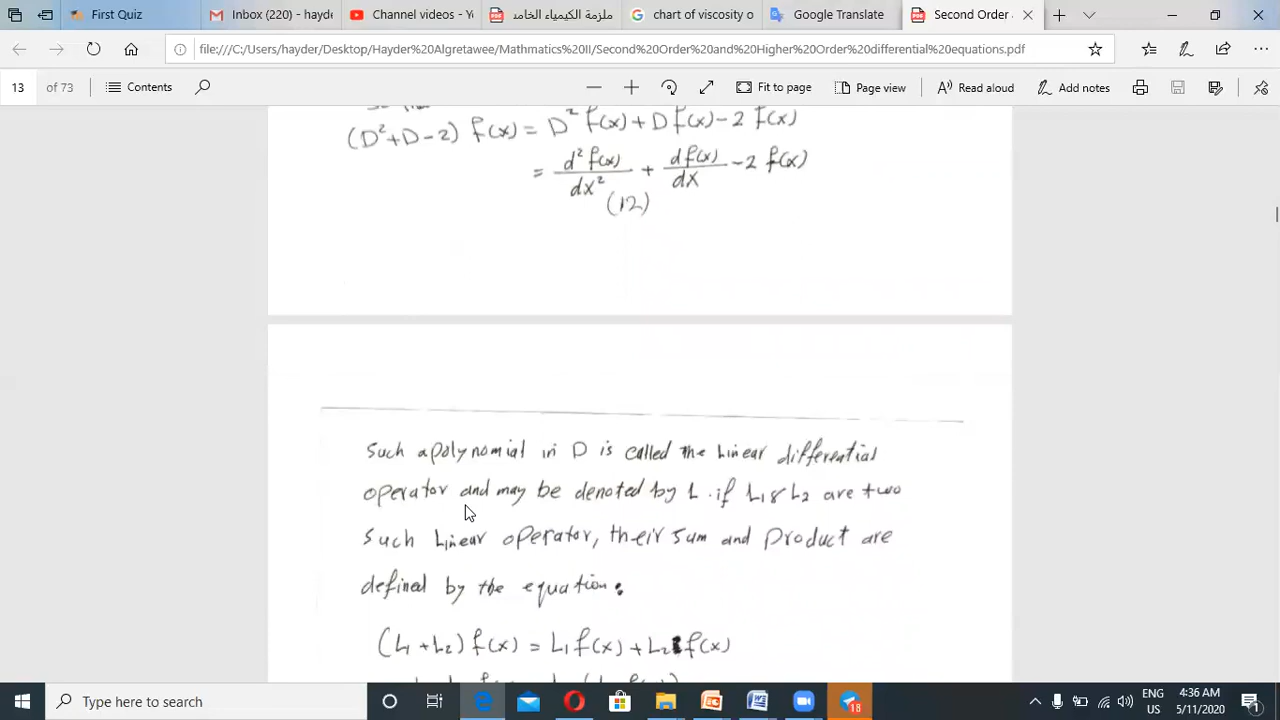 First Quiz
Inbox (220) - hayde
Channel videos - Y
ملزمة الكيمياء الخامد
chart of viscosity o
Google Translate
Second Order
file:///C:/Users/hayder/Desktop/Hayder%20Algretawee/Mathmatics%20II/Second%20Order%20and%20Higher%20Order%20differential%20equations.pdf
13 of 73 Contents Fit to page Page view Read aloud Add notes
(D²+D-2) f(x) = D² f(x) + D f(x) - 2 f(x)
= d² f(x)/dx² + d f(x)/dx - 2 f(x)
(12)
Such a polynomial in D is called the Linear differential
operator and may be denoted by L. if L₁ & L₂ are two
such Linear operator, their sum and product are
defined by the equation:
(L₁ + L₂) f(x) = L₁ f(x) + L₂ f(x)
Type here to search
18
ENG
US
4:36 AM
5/11/2020
1